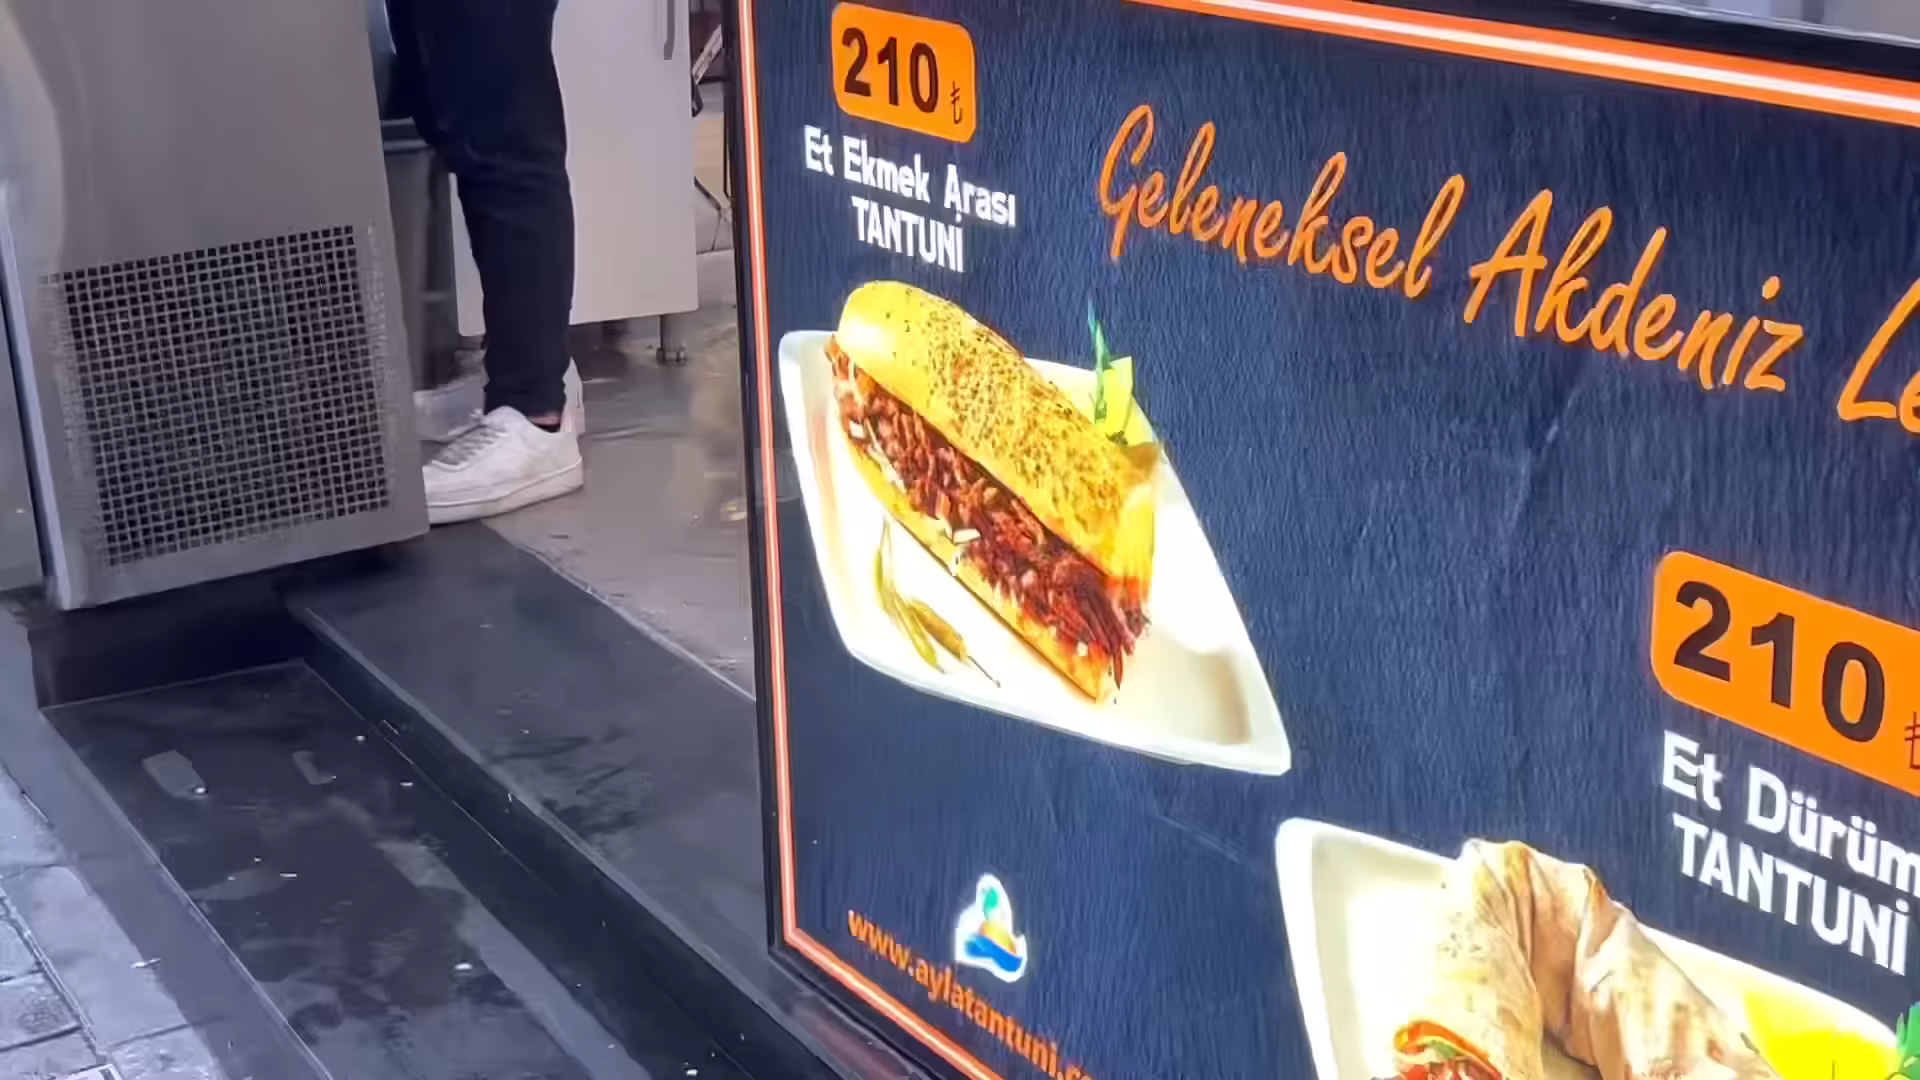 210 ₺
Et Ekmek Arası
TANTUNİ
Geleneksel Akdeniz
210 ₺
Et Dürüm
TANTUNİ
www.aylatantuni.